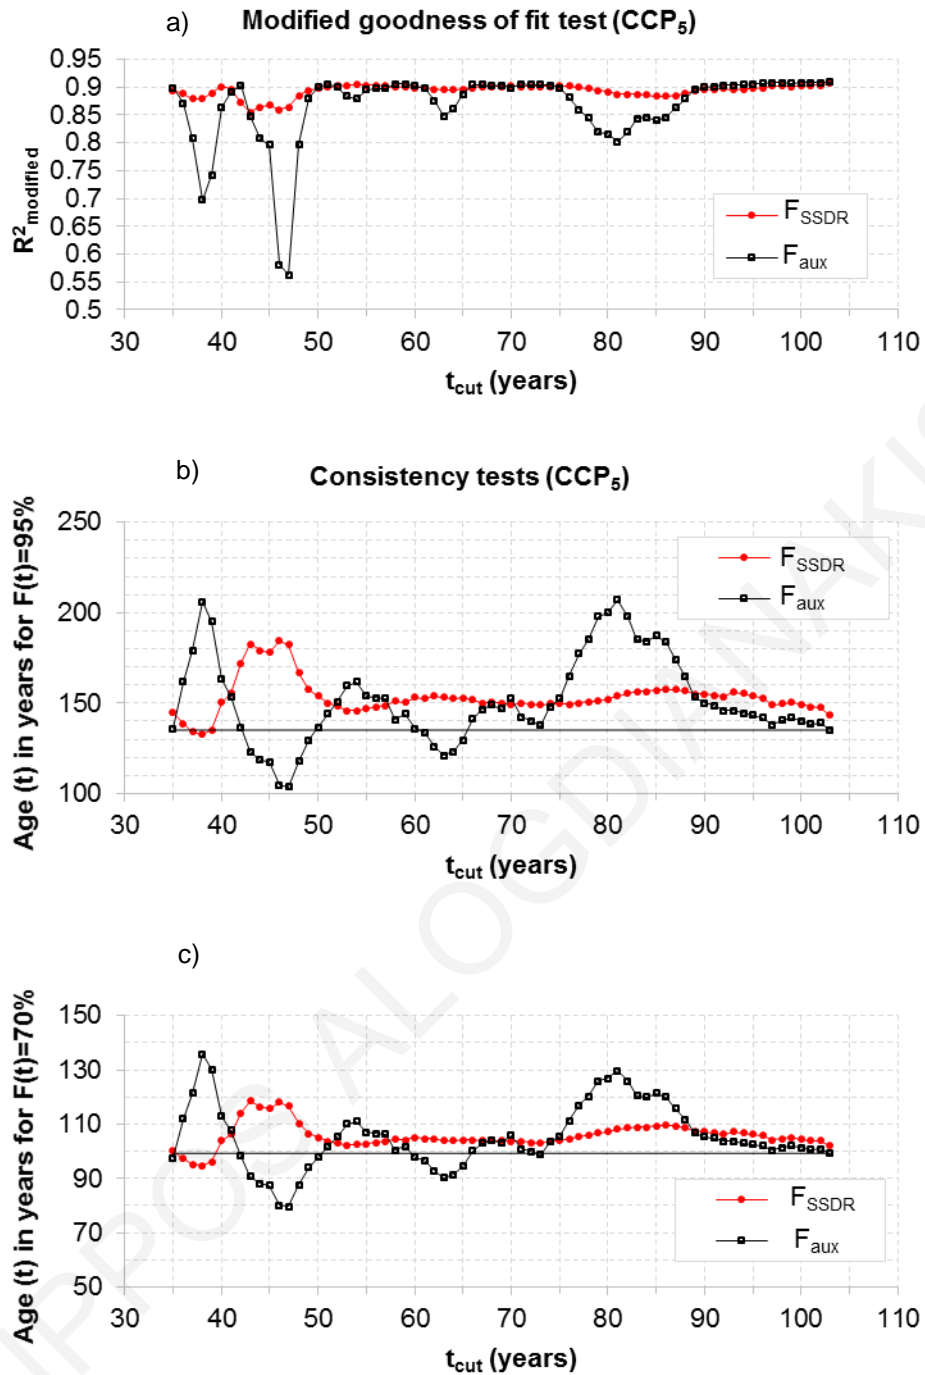 a) Modified goodness of fit test (CCP5)
R2modified
0.95
0.9
0.85
0.8
0.75
0.7
0.65
0.6
0.55
0.5
FSSDR
Faux
30 40 50 60 70 80 90 100 110
tcut (years)
b) Consistency tests (CCP5)
Age (t) in years for F(t)=95%
250
200
150
100
FSSDR
Faux
30 40 50 60 70 80 90 100 110
tcut (years)
c)
Age (t) in years for F(t)=70%
150
130
110
90
70
50
FSSDR
Faux
30 40 50 60 70 80 90 100 110
tcut (years)
IPPOS ALOGDIANAKIS